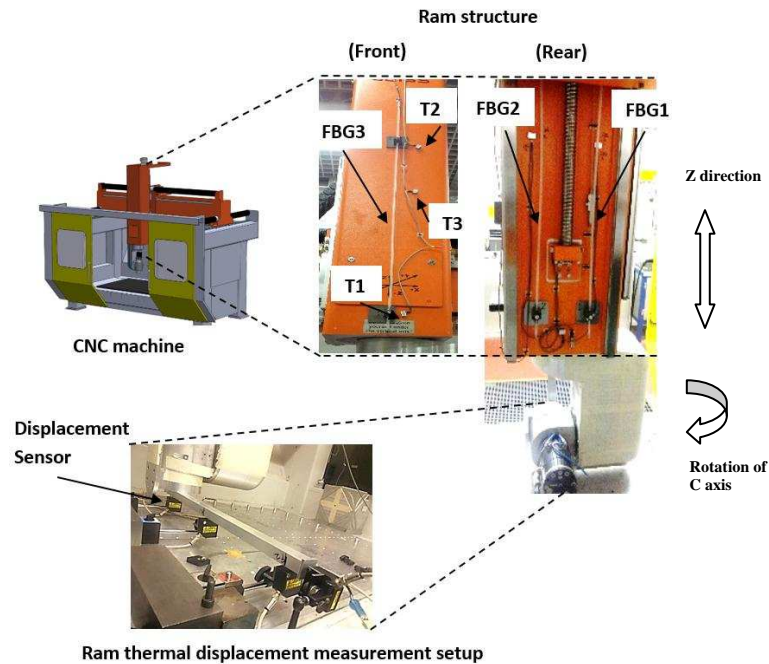 Ram structure
(Front) (Rear)
T2
FBG3
FBG2
FBG1
T3
T1
Z direction
CNC machine
Rotation of
C axis
Displacement
Sensor
Ram thermal displacement measurement setup